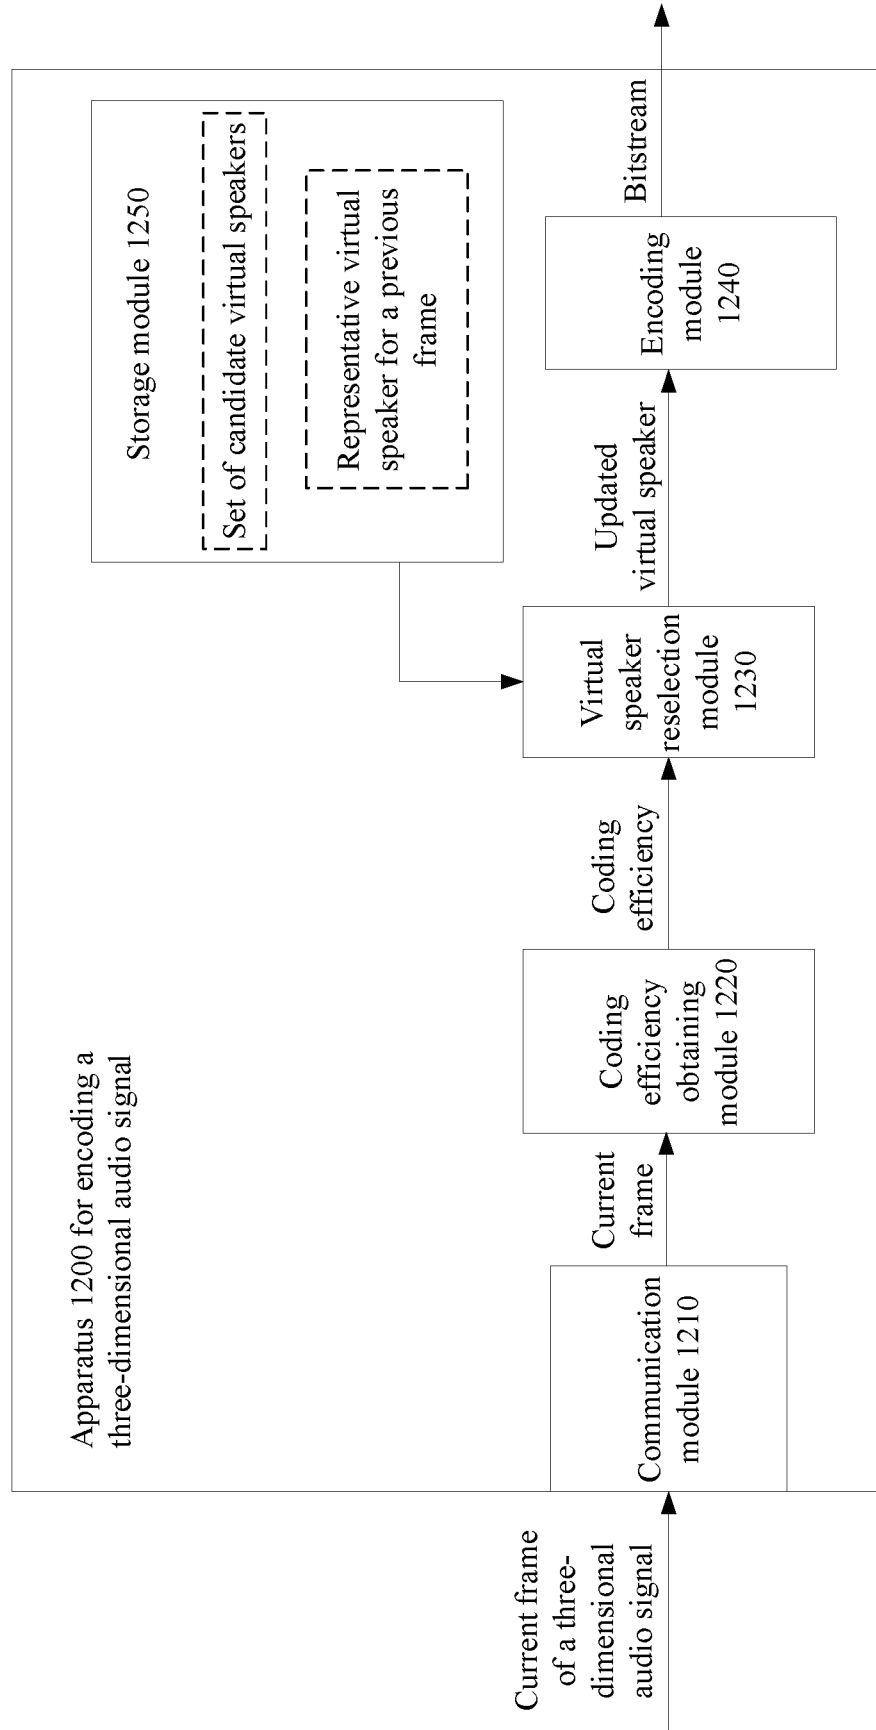 Apparatus 1200 for encoding a
three-dimensional audio signal
Storage module 1250
Set of candidate virtual speakers
Representative virtual
speaker for a previous
frame
Current frame
of a three-
dimensional
audio signal
Communication
module 1210
Current
frame
Coding
efficiency
obtaining
module 1220
Coding
efficiency
Virtual
speaker
reselection
module
1230
Updated
virtual speaker
Encoding
module
1240
Bitstream